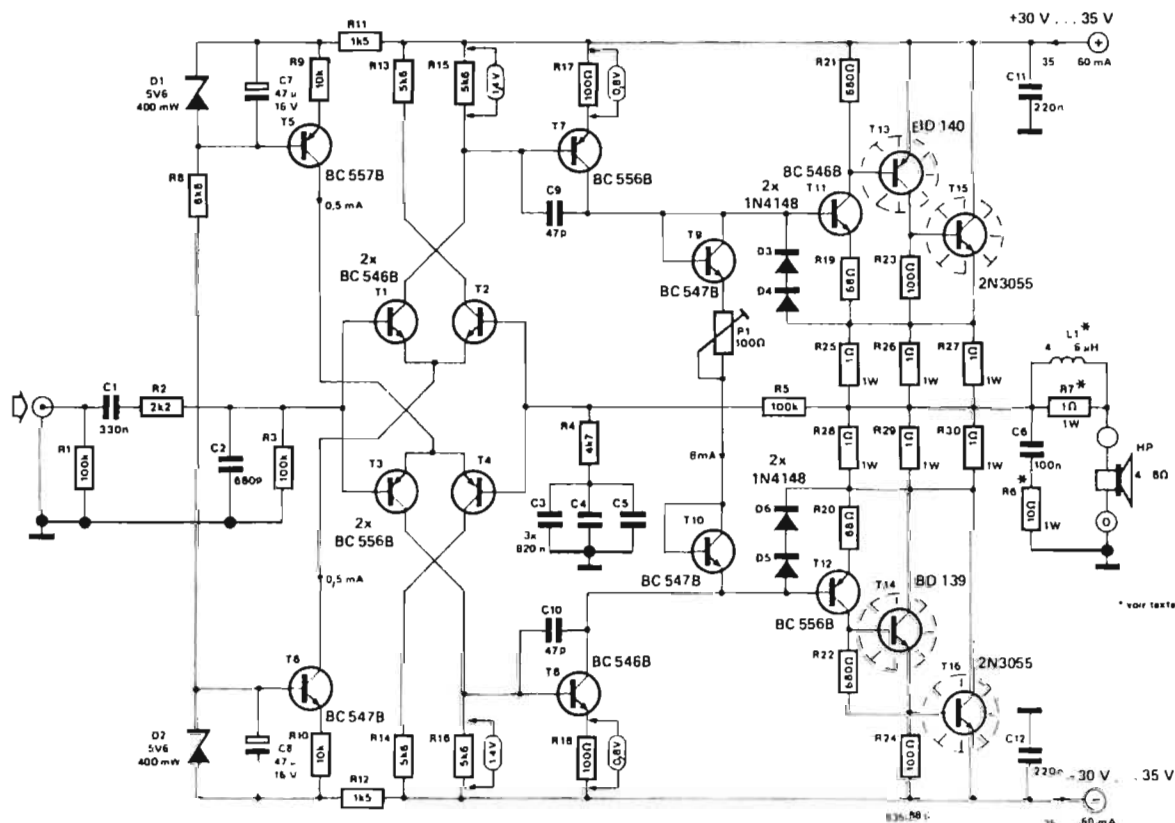 +30 V ... 35 V
R11
1k5
D1
5V6
400 mW
C7
47µ
16 V
R9
10k
R13
5k6
R15
5k6
1,4V
R17
100Ω
0,8V
R21
680Ω
C11
220n
35
60 mA
T5
BC 557B
R8
6k8
T7
BC 556B
C9
47p
T13
BD 140
BC 546B
T11
T15
2N3055
0,5 mA
2x
1N4148
2x
BC 546B
T1
T2
T9
BC 547B
D3
D4
R19
68Ω
R23
100Ω
P1
100Ω
R25
1Ω
1W
R26
1Ω
1W
R27
1Ω
1W
L1*
4
6 µH
R7*
1Ω
1W
C1
330n
R2
2k2
R5
100k
R1
100k
C2
680p
R3
100k
R4
4k7
8mA
R28
1Ω
1W
R29
1Ω
1W
R30
1Ω
1W
C6
100n
R6*
10Ω
1W
HP
4
8Ω
T3
T4
2x
BC 556B
C3
C4
C5
3x
820 n
2x
1N4148
D6
D5
R20
68Ω
T10
BC 547B
T12
BC 556B
T14
BD 139
* voir texte
0,5 mA
C10
47p
BC 546B
R22
680Ω
T16
2N3055
T6
BC 547B
T8
D2
5V6
400 mW
C8
47µ
16 V
R10
10k
R14
5k6
R16
5k6
1,4V
R18
100Ω
0,8V
R24
100Ω
C12
220n
R12
1k5
-30 V ... 35 V
35
60 mA